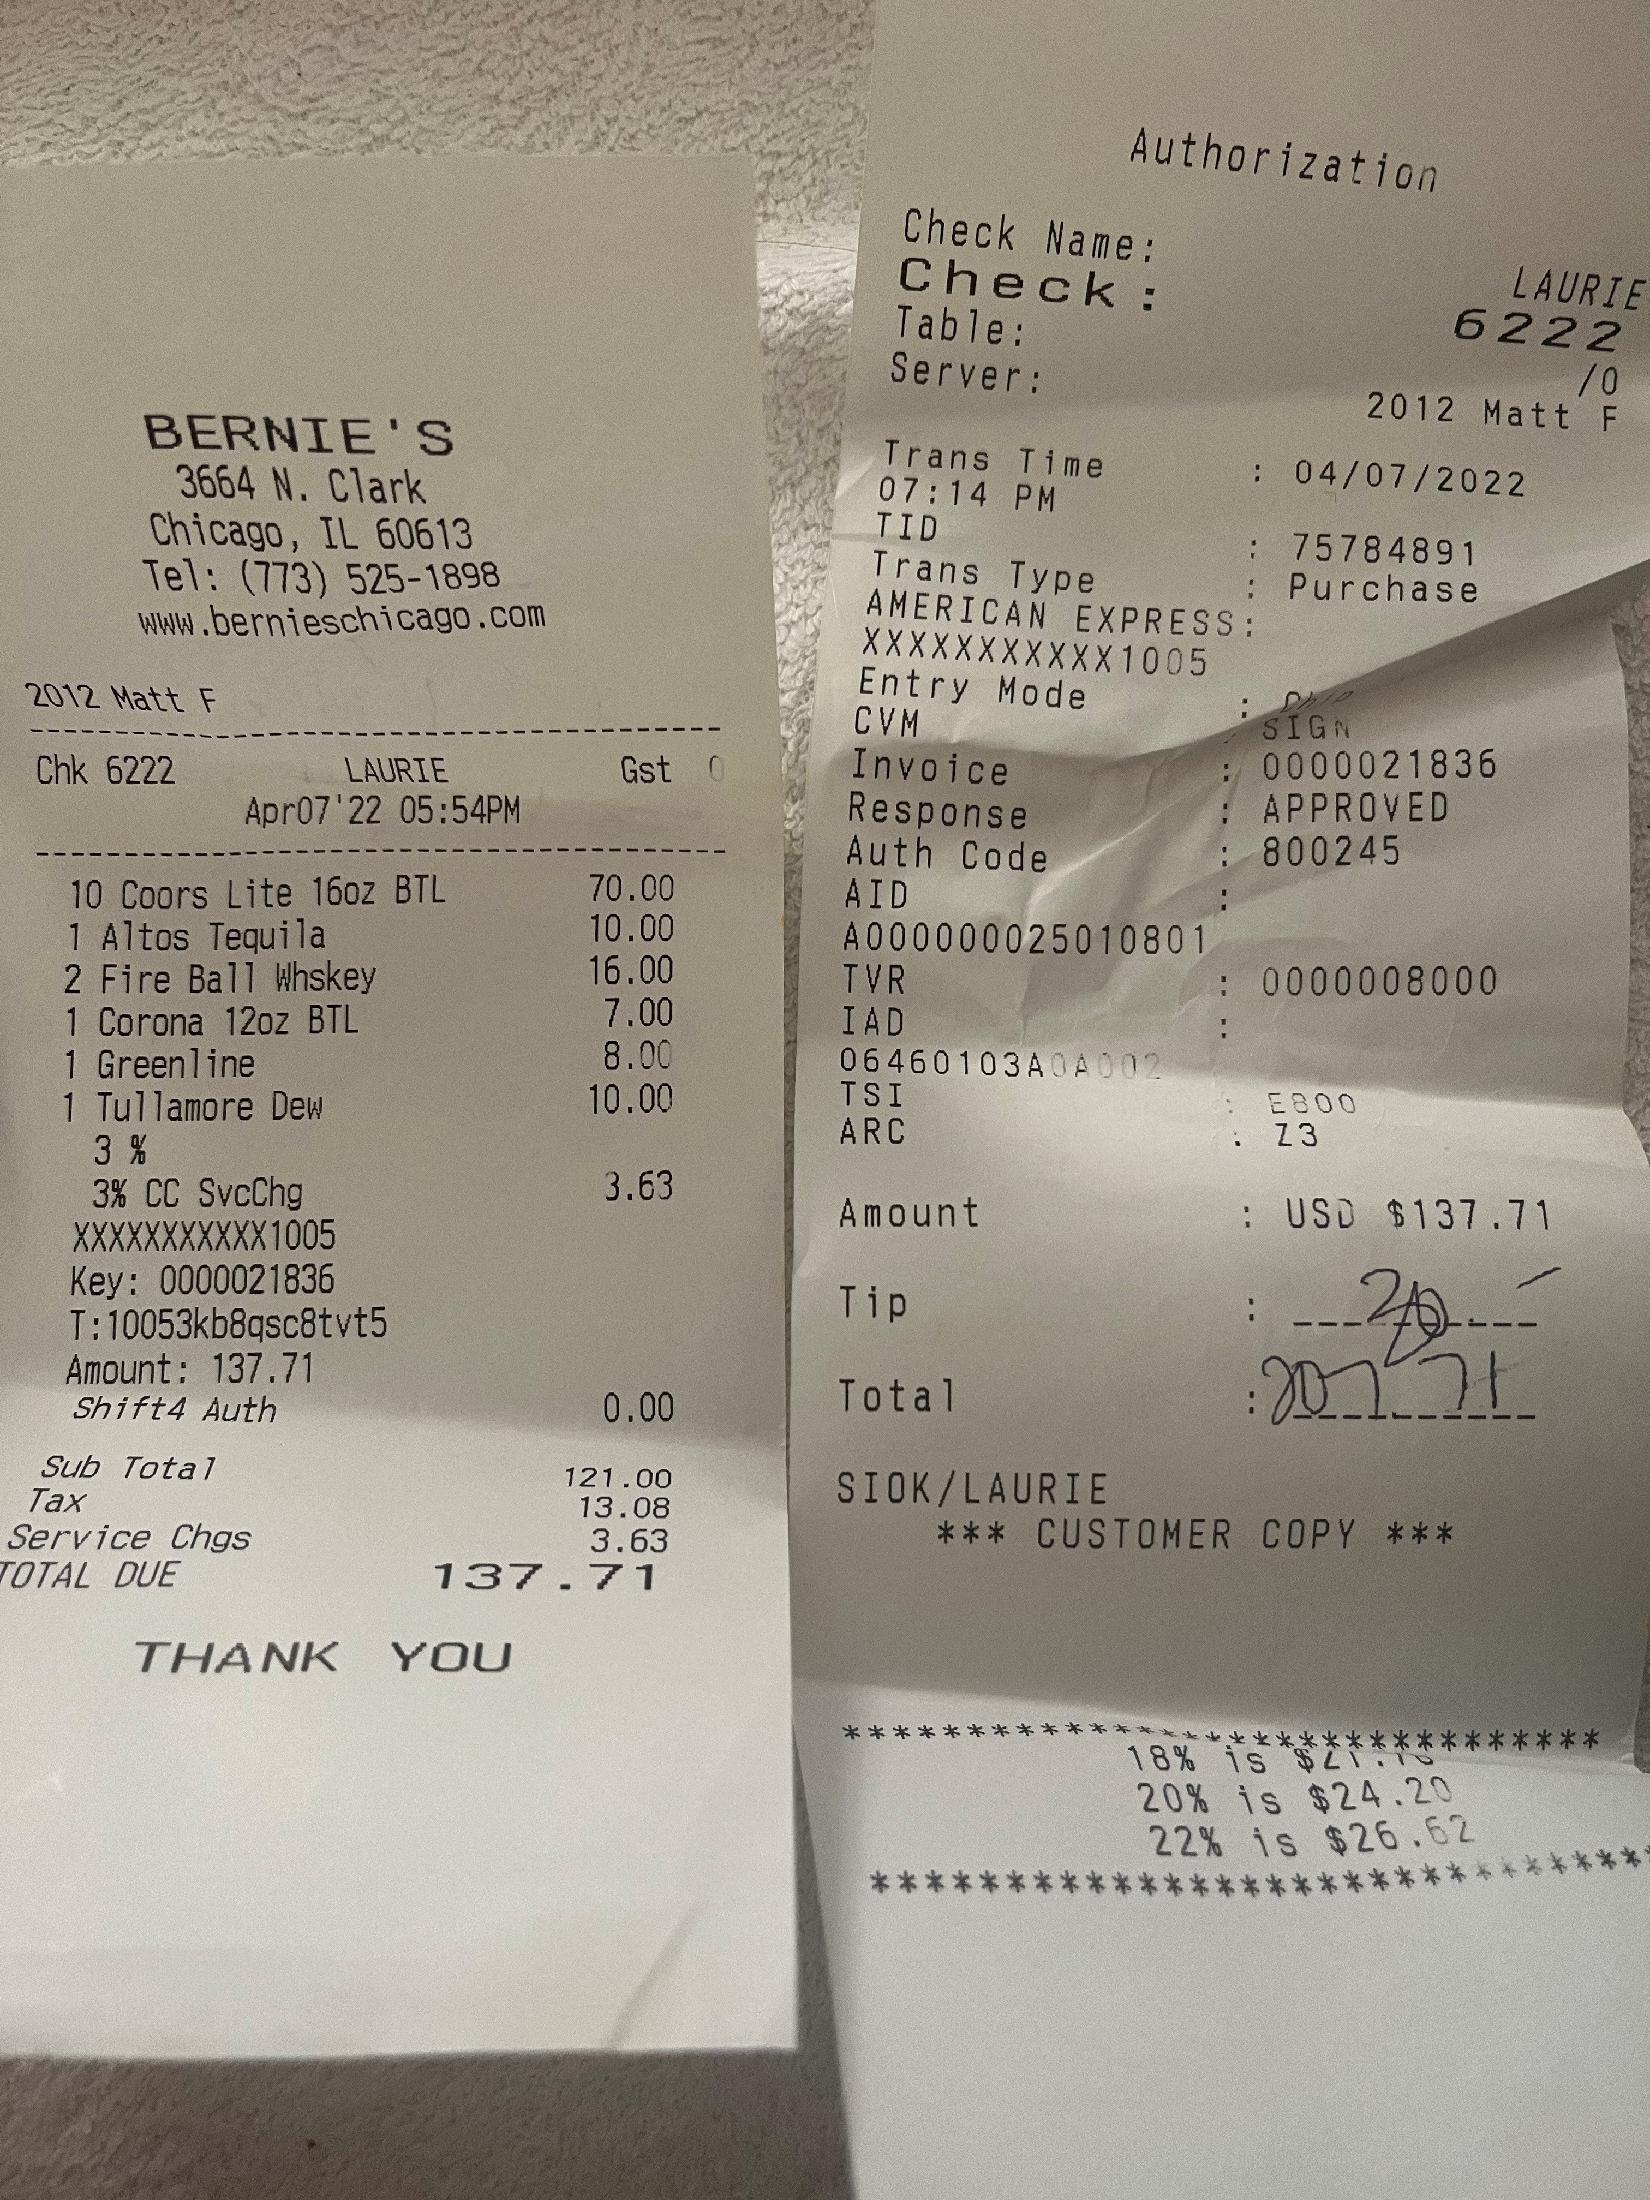 BERNIE'S
3664 N. Clark
Chicago, IL 60613
Tel: (773) 525-1898
www.bernieschicago.com
2012 Matt F
Chk 6222 LAURIE Gst 0
Apr07'22 05:54PM
10 Coors Lite 16oz BTL 70.00
1 Altos Tequila 10.00
2 Fire Ball Whskey 16.00
1 Corona 12oz BTL 7.00
1 Greenline 8.00
1 Tullamore Dew 10.00
3 %
3% CC SvcChg 3.63
XXXXXXXXXXX1005
Key: 0000021836
T:10053kb8qsc8tvt5
Amount: 137.71
Shift4 Auth 0.00
Sub Total 121.00
Tax 13.08
Service Chgs 3.63
TOTAL DUE 137.71
THANK YOU
Authorization
Check Name: LAURIE
Check: 6222
Table: /0
Server: 2012 Matt F
Trans Time : 04/07/2022
07:14 PM
TID : 75784891
Trans Type : Purchase
AMERICAN EXPRESS:
XXXXXXXXXXX1005
Entry Mode : Chip
CVM : SIGN
Invoice : 0000021836
Response : APPROVED
Auth Code : 800245
AID :
A000000025010801
TVR : 0000008000
IAD :
06460103A0A002
TSI : E800
ARC : Z3
Amount : USD $137.71
Tip :
Total :
SIOK/LAURIE
*** CUSTOMER COPY ***
******************************
18% is
20% is $24.20
22% is $26.62
******************************